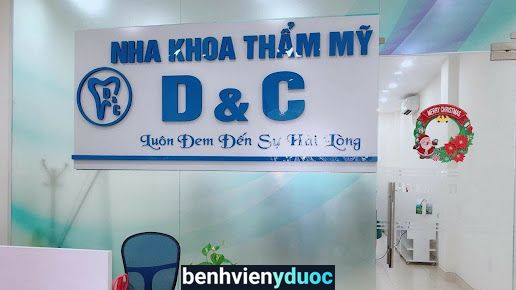 NHA KHOA THẨM MỸ
D & C
D&C
Luôn Đem Đến Sự Hài Lòng
MERRY CHRISTMAS
benhvienyduoc